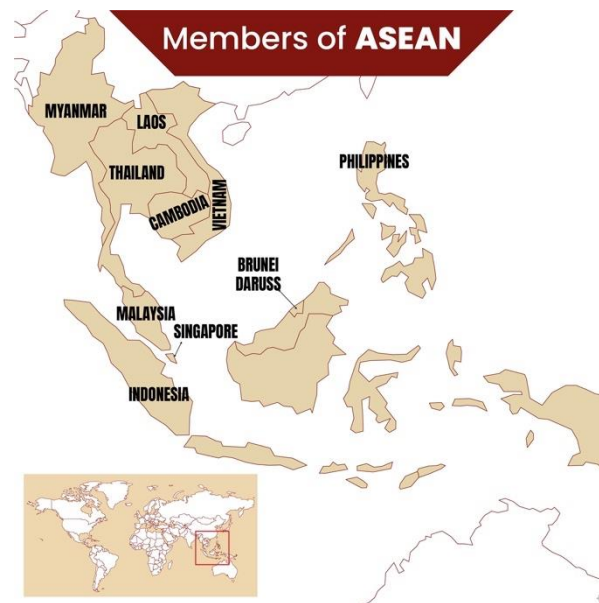 Members of ASEAN
MYANMAR
LAOS
THAILAND
PHILIPPINES
CAMBODIA
VIETNAM
BRUNEI
DARUSS
MALAYSIA
SINGAPORE
INDONESIA